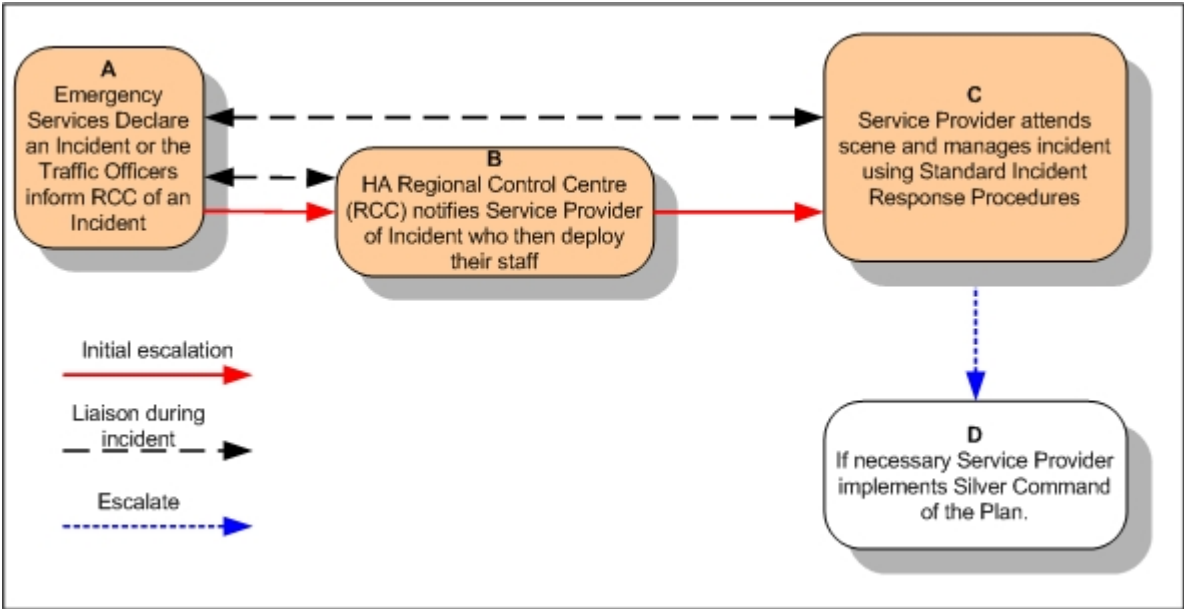 A
Emergency
Services Declare
an Incident or the
Traffic Officers
inform RCC of an
Incident
B
HA Regional Control Centre
(RCC) notifies Service Provider
of Incident who then deploy
their staff
C
Service Provider attends
scene and manages incident
using Standard Incident
Response Procedures
Initial escalation
Liaison during
incident
Escalate
D
If necessary Service Provider
implements Silver Command
of the Plan.